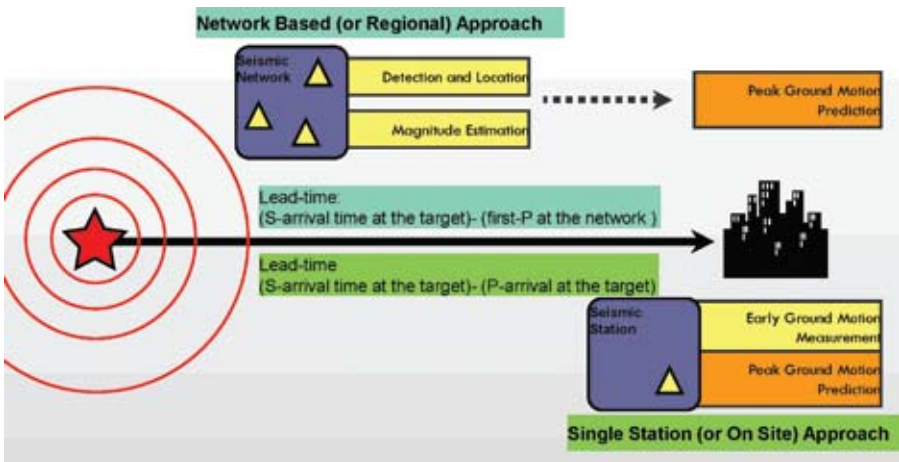 Network Based (or Regional) Approach
Seismic
Network
Detection and Location
Magnitude Estimation
Peak Ground Motion
Prediction
Lead-time:
(S-arrival time at the target)- (first-P at the network )
Lead-time
(S-arrival time at the target)- (P-arrival at the target)
Seismic
Station
Early Ground Motion
Measurement
Peak Ground Motion
Prediction
Single Station (or On Site) Approach